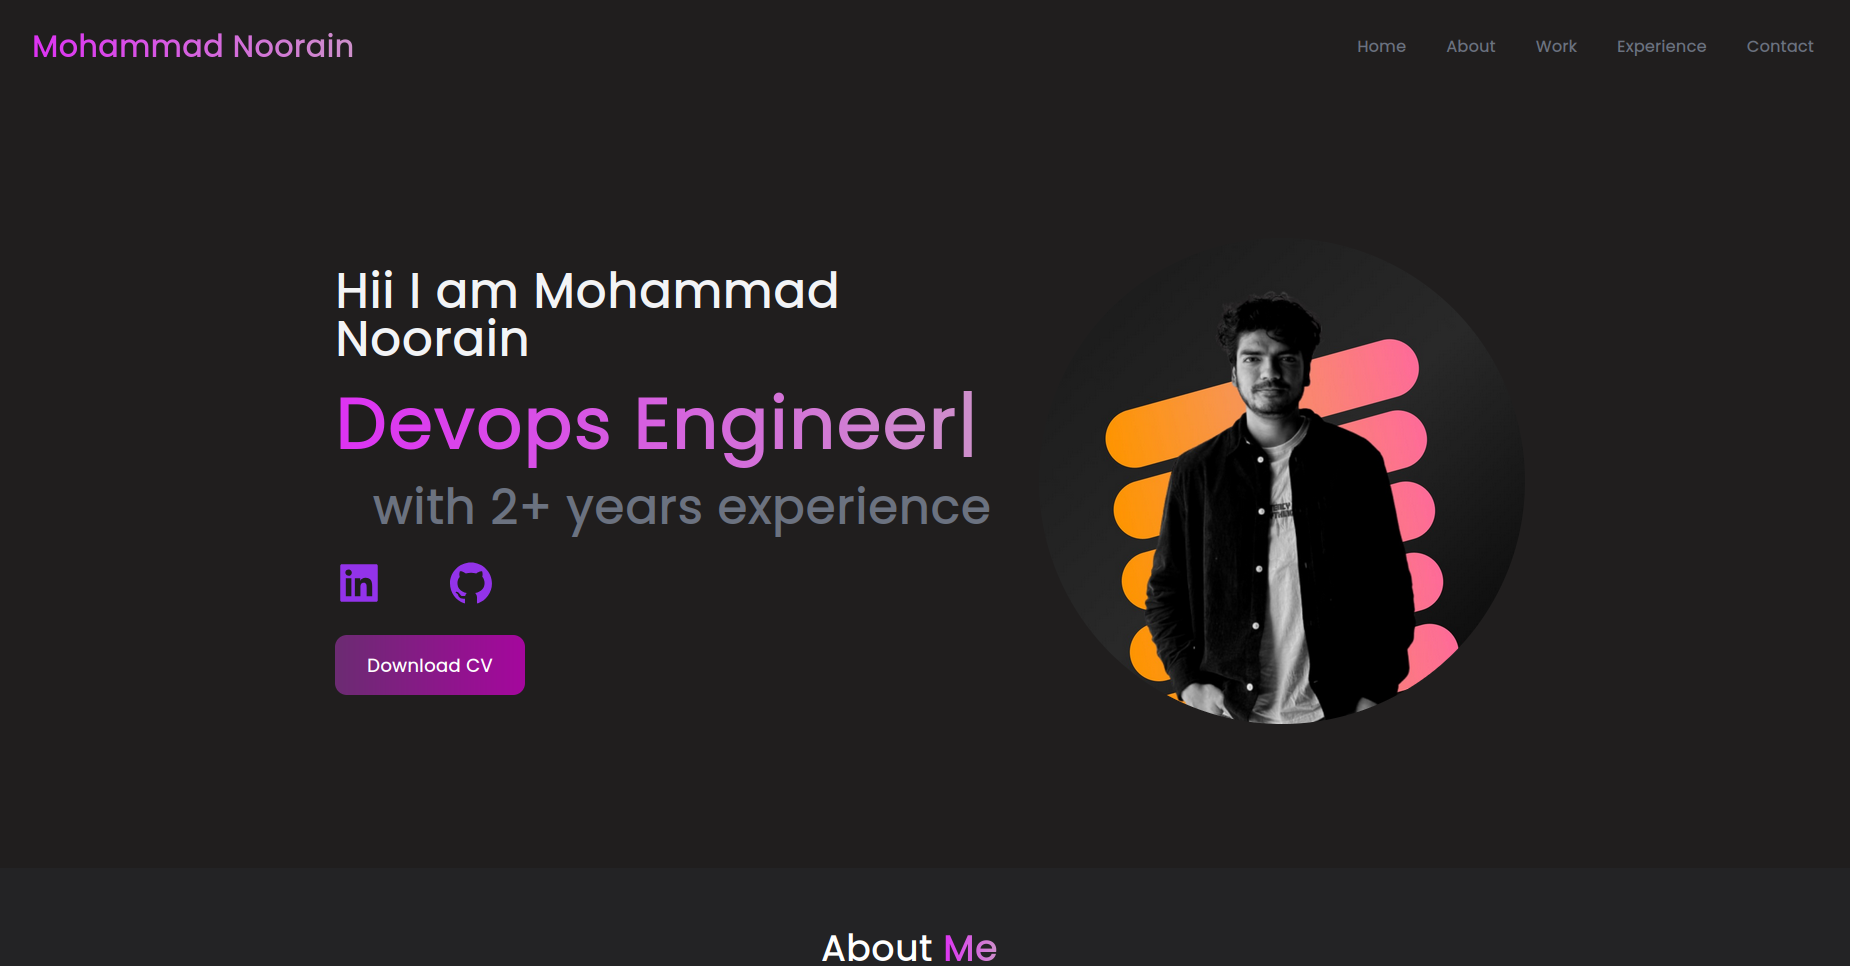 Mohammad Noorain
Home About Work Experience Contact
Hii I am Mohammad
Noorain
Devops Engineer|
with 2+ years experience
in
Download CV
About Me